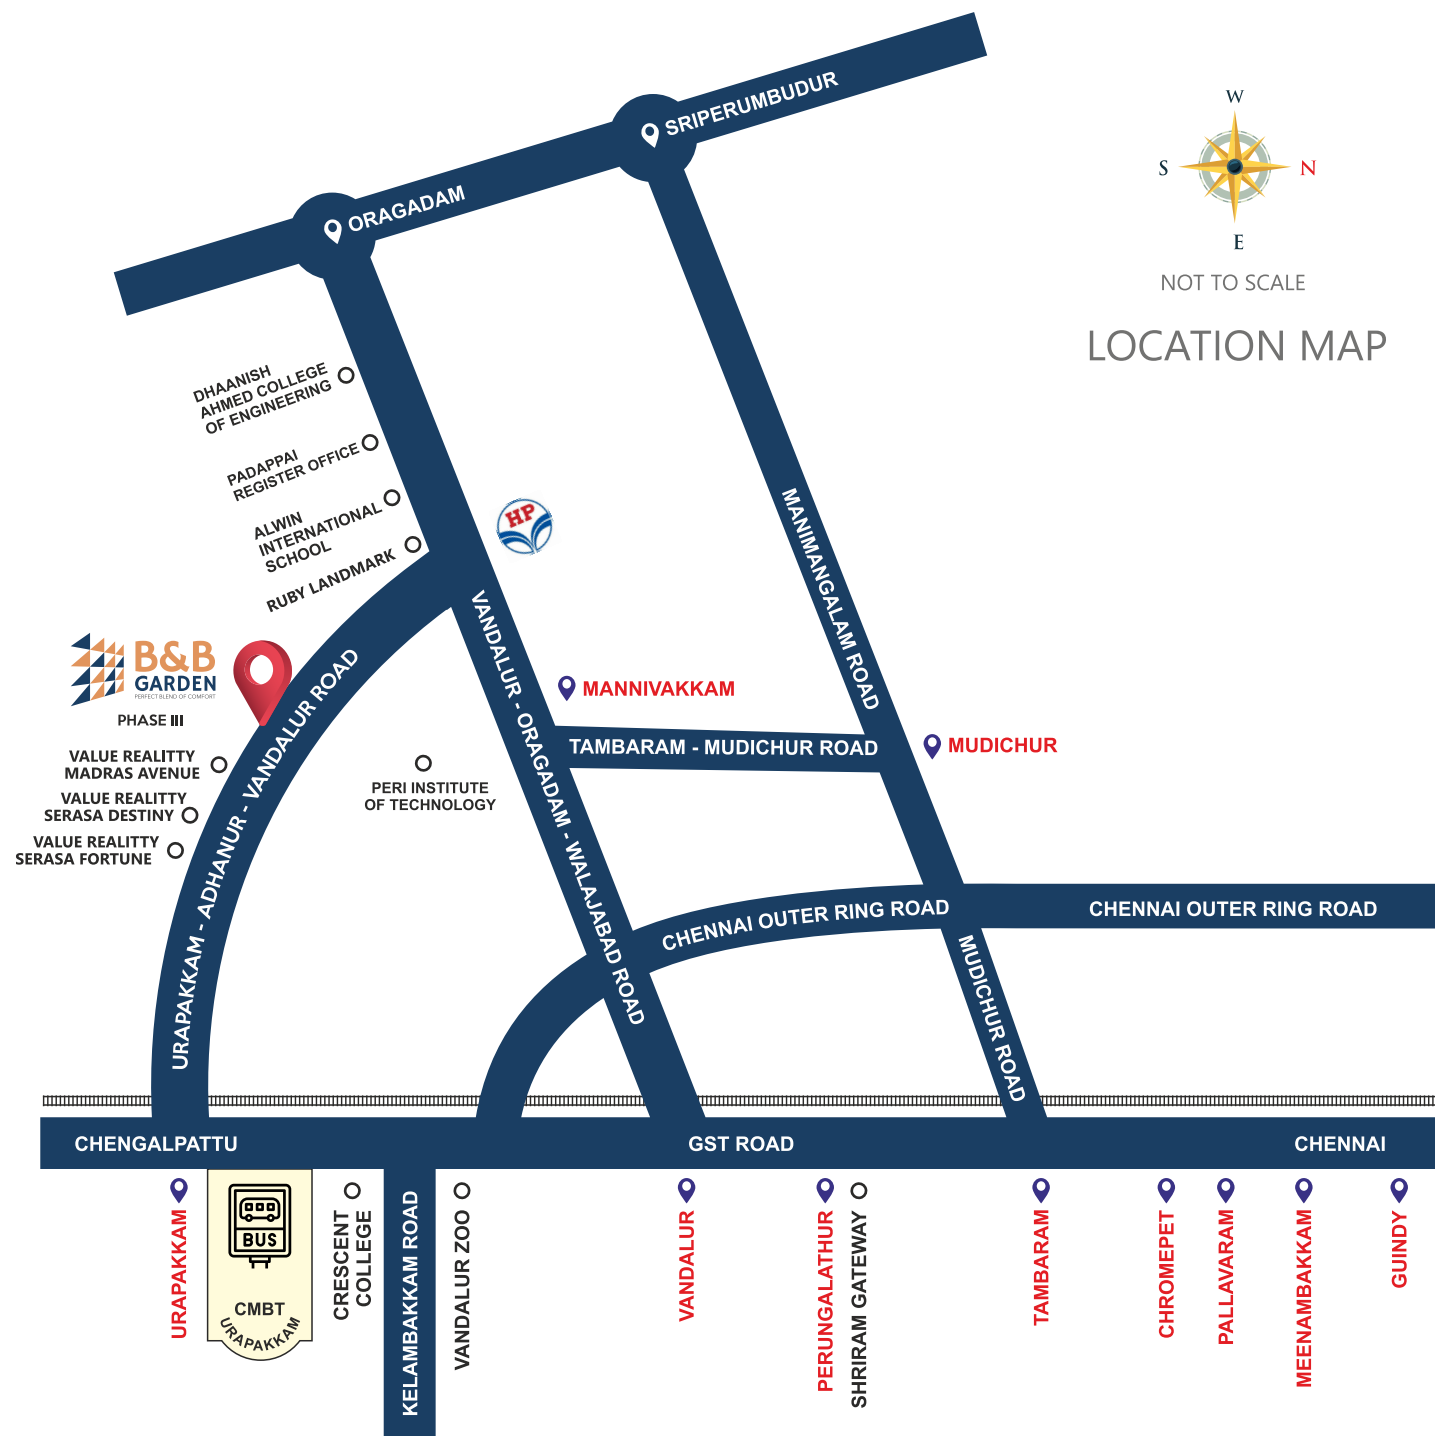 SRIPERUMBUDUR
ORAGADAM
W
S
N
E
NOT TO SCALE
LOCATION MAP
DHAANISH
AHMED COLLEGE
OF ENGINEERING
PADAPPAI
REGISTER OFFICE
ALWIN
INTERNATIONAL
SCHOOL
RUBY LANDMARK
HP
MANIMANGALAM ROAD
VANDALUR - ORAGADAM - WALAJABAD ROAD
B&B
GARDEN
PERFECT BLEND OF COMFORT
PHASE III
URAPAKKAM - ADHANUR - VANDALUR ROAD
MANNIVAKKAM
TAMBARAM - MUDICHUR ROAD
MUDICHUR
VALUE REALITTY
MADRAS AVENUE
VALUE REALITTY
SERASA DESTINY
VALUE REALITTY
SERASA FORTUNE
PERI INSTITUTE
OF TECHNOLOGY
CHENNAI OUTER RING ROAD
CHENNAI OUTER RING ROAD
MUDICHUR ROAD
CHENGALPATTU
GST ROAD
CHENNAI
URAPAKKAM
BUS
CMBT
URAPAKKAM
CRESCENT
COLLEGE
KELAMBAKKAM ROAD
VANDALUR ZOO
VANDALUR
PERUNGALATHUR
SHRIRAM GATEWAY
TAMBARAM
CHROMEPET
PALLAVARAM
MEENAMBAKKAM
GUINDY